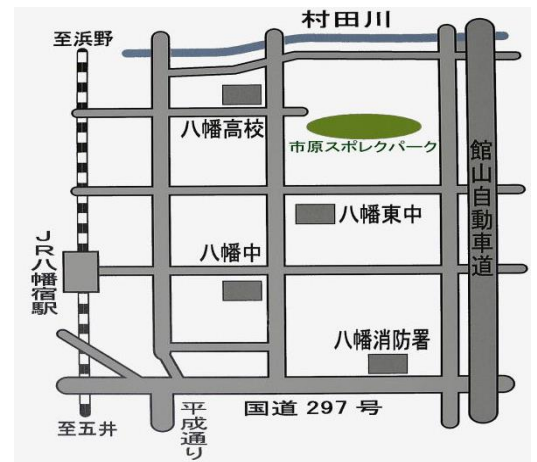 村田川
至浜野
八幡高校
市原スポレクパーク
館山自動車道
八幡東中
JR八幡宿駅
八幡中
八幡消防署
国道297号
平成通り
至五井